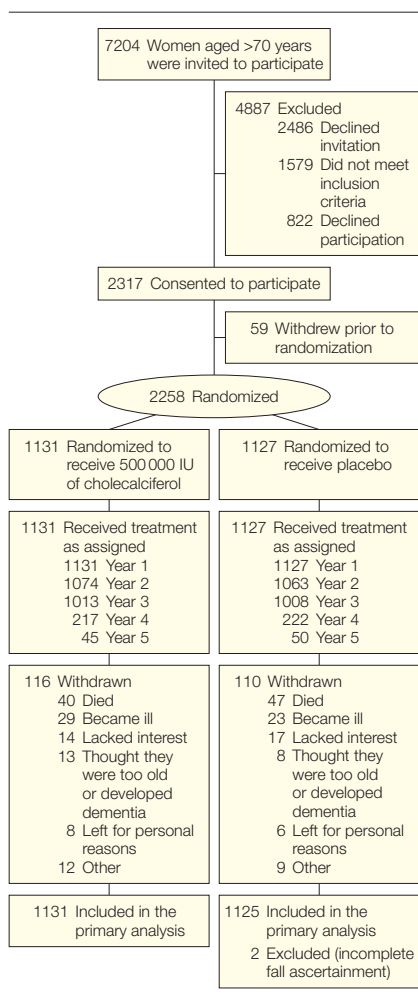 7204 Women aged >70 years
were invited to participate
4887 Excluded
2486 Declined
invitation
1579 Did not meet
inclusion
criteria
822 Declined
participation
2317 Consented to participate
59 Withdrew prior to
randomization
2258 Randomized
1131 Randomized to
receive 500 000 IU
of cholecalciferol
1127 Randomized to
receive placebo
1131 Received treatment
as assigned
1131 Year 1
1074 Year 2
1013 Year 3
217 Year 4
45 Year 5
1127 Received treatment
as assigned
1127 Year 1
1063 Year 2
1008 Year 3
222 Year 4
50 Year 5
116 Withdrawn
40 Died
29 Became ill
14 Lacked interest
13 Thought they
were too old
or developed
dementia
8 Left for personal
reasons
12 Other
110 Withdrawn
47 Died
23 Became ill
17 Lacked interest
8 Thought they
were too old
or developed
dementia
6 Left for personal
reasons
9 Other
1131 Included in the
primary analysis
1125 Included in the
primary analysis
2 Excluded (incomplete
fall ascertainment)